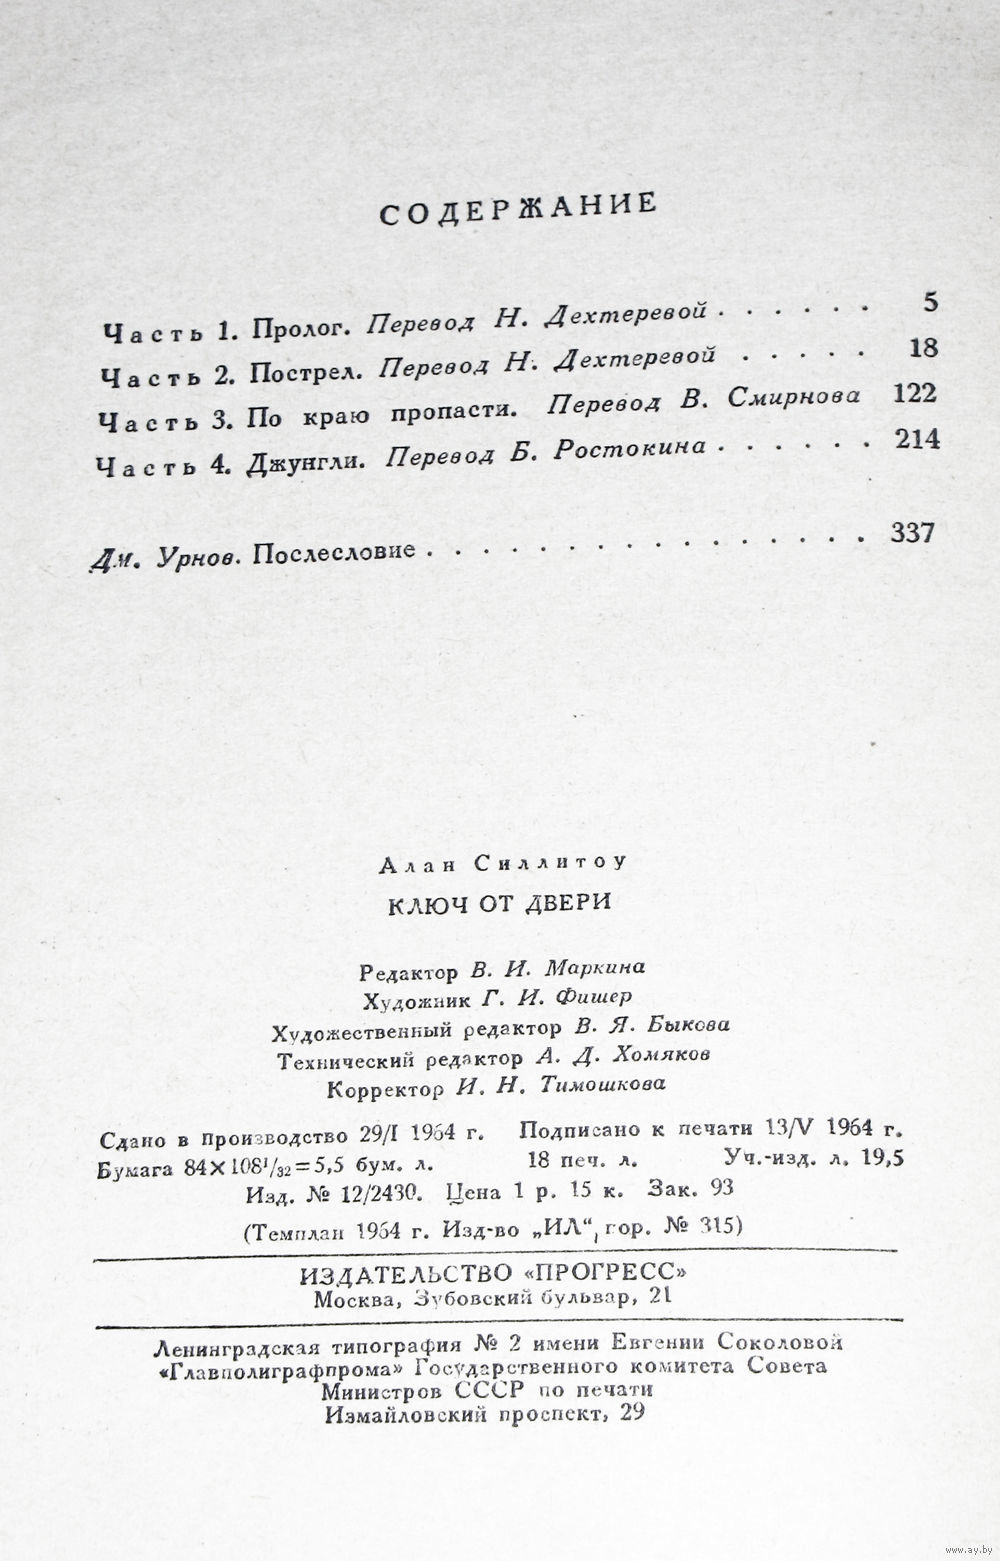 СОДЕРЖАНИЕ
Часть 1. Пролог. Перевод Н. Дехтеревой . . . . . . 5
Часть 2. Пострел. Перевод Н. Дехтеревой . . . . . 18
Часть 3. По краю пропасти. Перевод В. Смирнова 122
Часть 4. Джунгли. Перевод Б. Ростокина . . . . . . 214
Дм. Урнов. Послесловие . . . . . . . . . . . . . . . . 337
Алан Силлитоу
КЛЮЧ ОТ ДВЕРИ
Редактор В. И. Маркина
Художник Г. И. Фишер
Художественный редактор В. Я. Быкова
Технический редактор А. Д. Хомяков
Корректор И. Н. Тимошкова
Сдано в производство 29/I 1964 г. Подписано к печати 13/V 1964 г.
Бумага 84×108¹/₃₂=5,5 бум. л. 18 печ. л. Уч.-изд. л. 19,5
Изд. № 12/2430. Цена 1 р. 15 к. Зак. 93
(Темплан 1964 г. Изд-во „ИЛ“, пор. № 315)
ИЗДАТЕЛЬСТВО «ПРОГРЕСС»
Москва, Зубовский бульвар, 21
Ленинградская типография № 2 имени Евгении Соколовой
«Главполиграфпрома» Государственного комитета Совета
Министров СССР по печати
Измайловский проспект, 29
www.ay.by